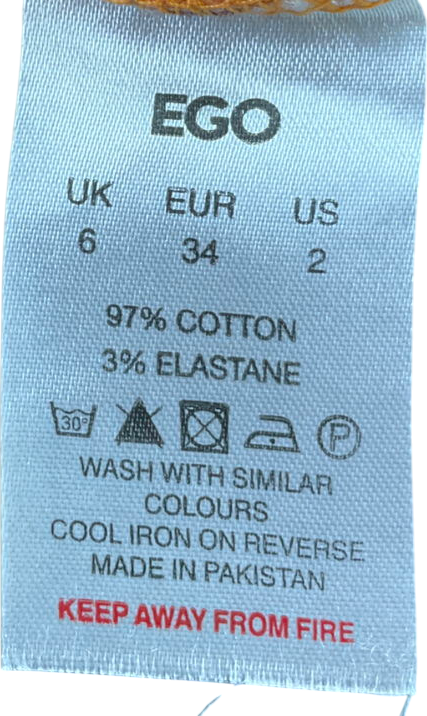 EGO
UK EUR US
6 34 2
97% COTTON
3% ELASTANE
30° P
WASH WITH SIMILAR
COLOURS
COOL IRON ON REVERSE
MADE IN PAKISTAN
KEEP AWAY FROM FIRE